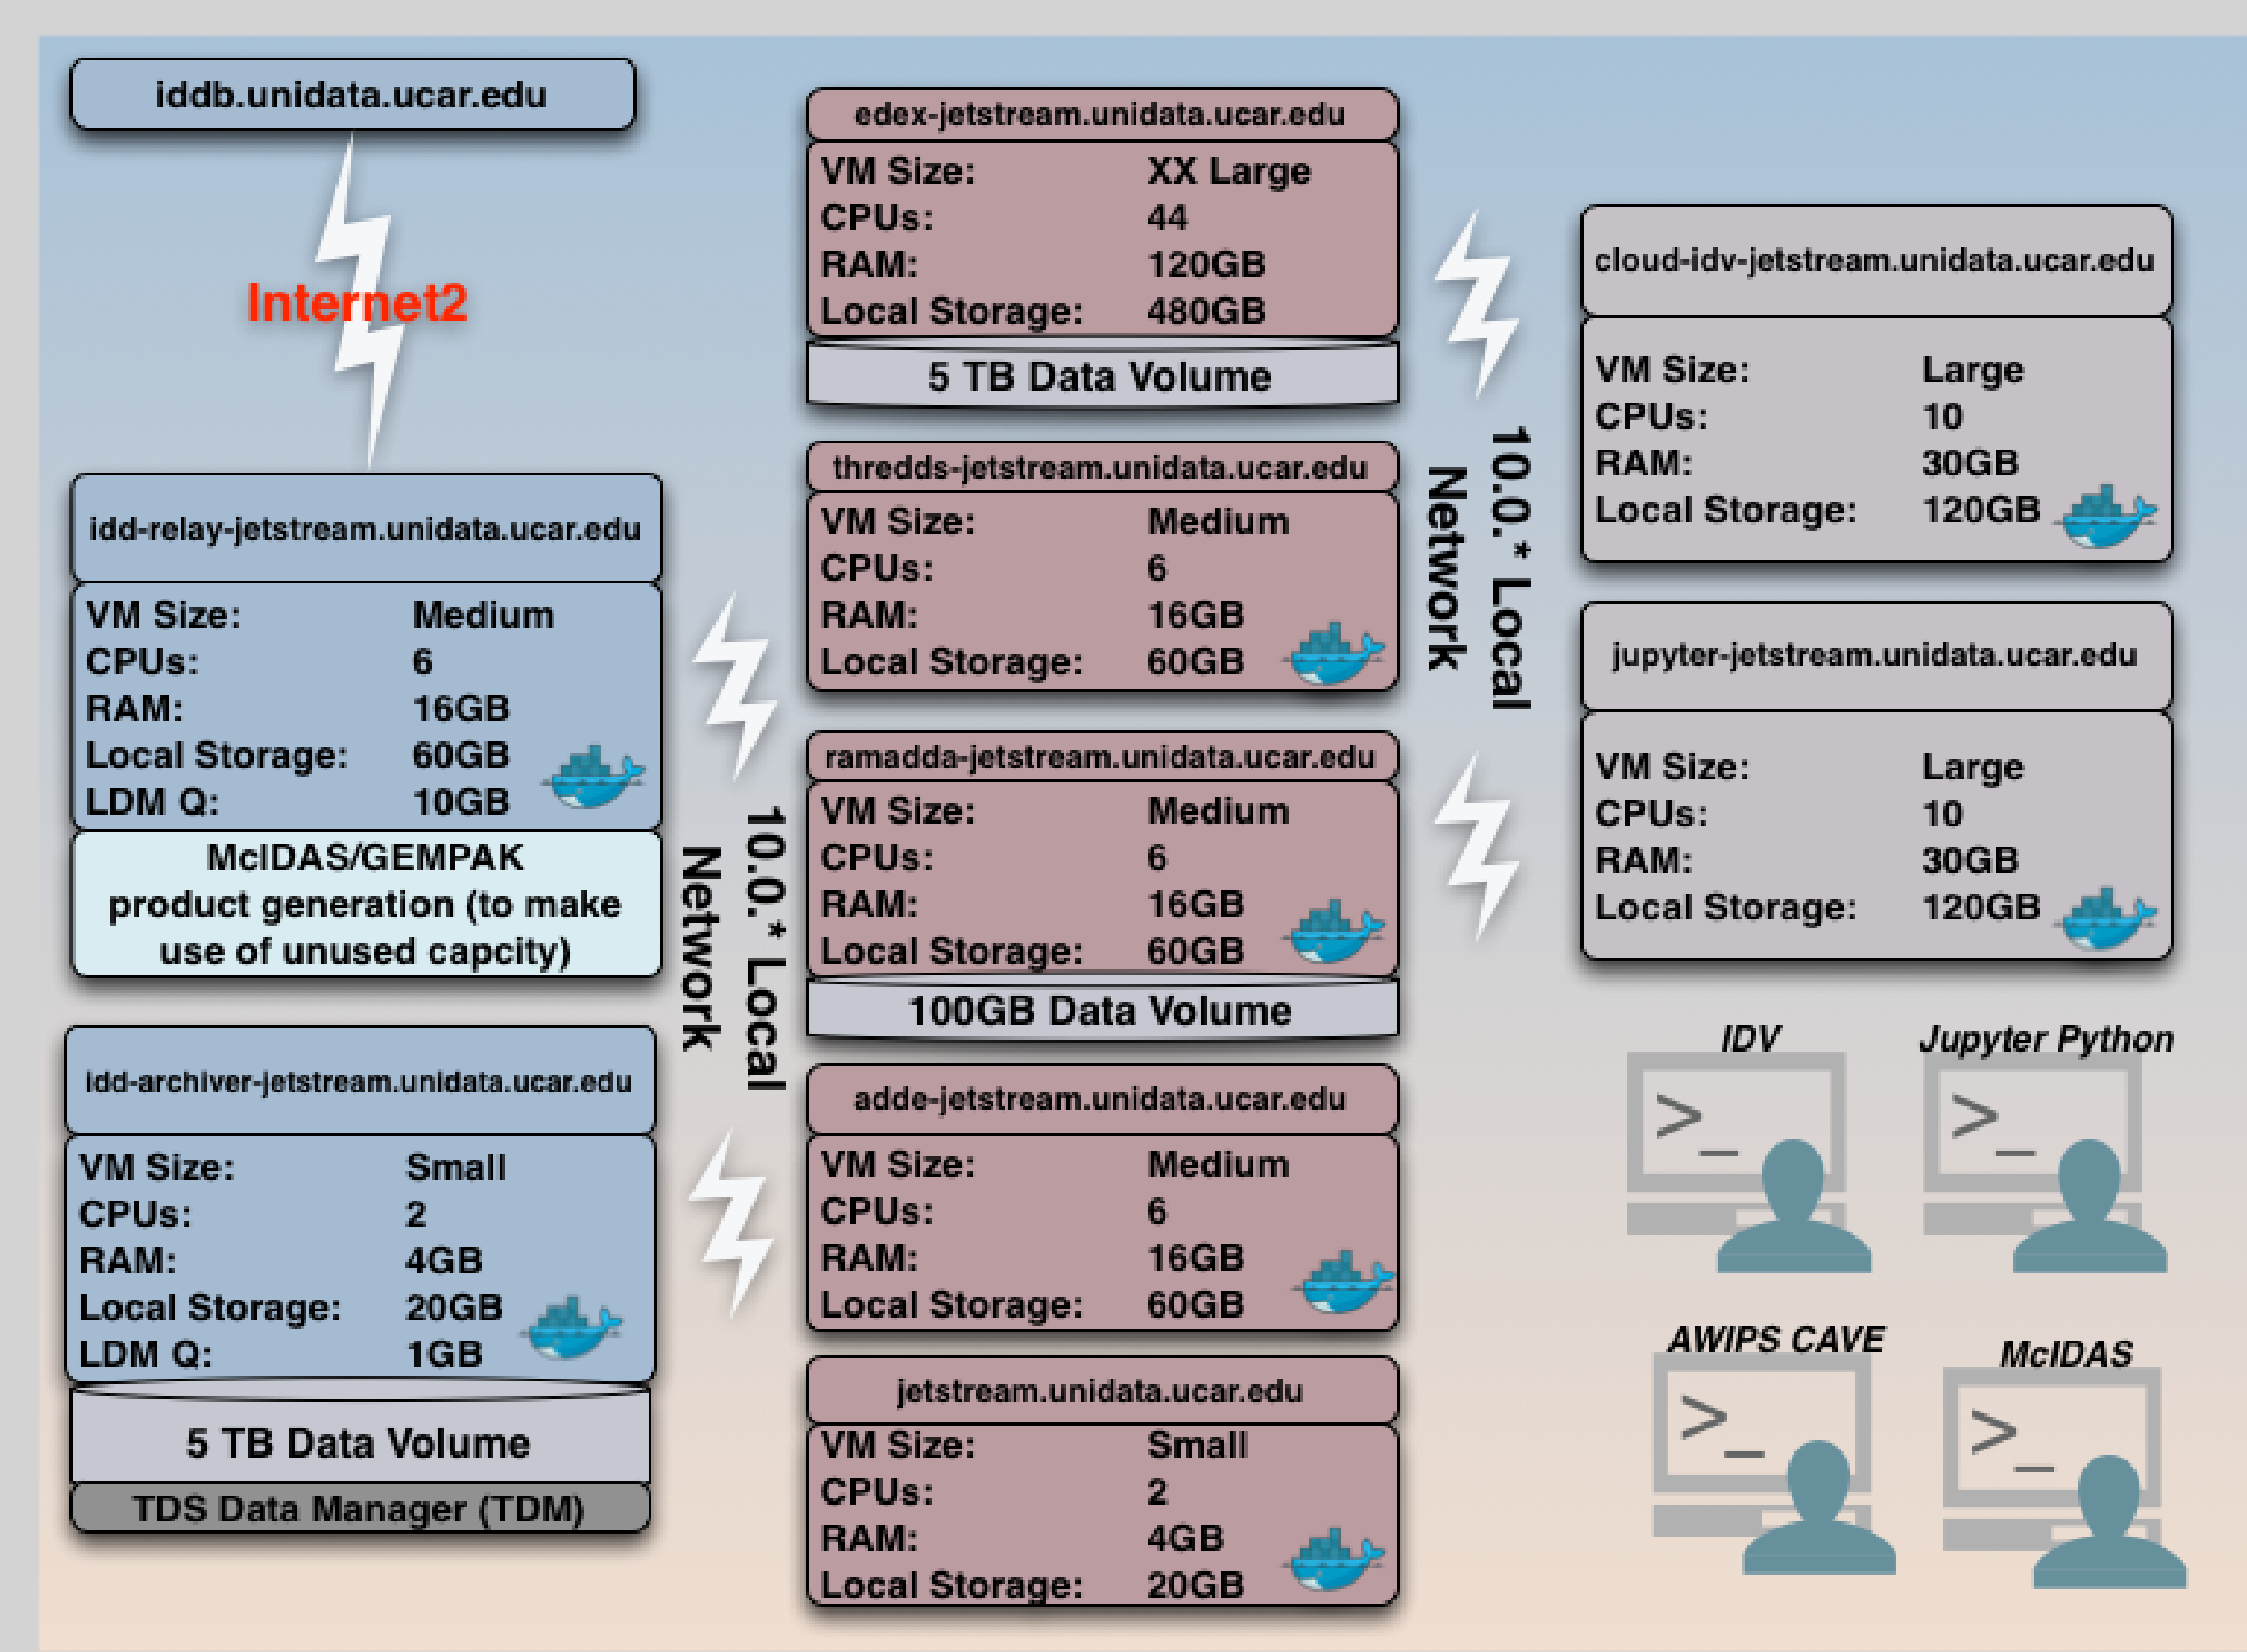 iddb.unidata.ucar.edu
Internet2
idd-relay-jetstream.unidata.ucar.edu
VM Size: Medium
CPUs: 6
RAM: 16GB
Local Storage: 60GB
LDM Q: 10GB
McIDAS/GEMPAK
product generation (to make
use of unused capcity)
idd-archiver-jetstream.unidata.ucar.edu
VM Size: Small
CPUs: 2
RAM: 4GB
Local Storage: 20GB
LDM Q: 1GB
5 TB Data Volume
TDS Data Manager (TDM)
10.0.* Local
Network
edex-jetstream.unidata.ucar.edu
VM Size: XX Large
CPUs: 44
RAM: 120GB
Local Storage: 480GB
5 TB Data Volume
thredds-jetstream.unidata.ucar.edu
VM Size: Medium
CPUs: 6
RAM: 16GB
Local Storage: 60GB
ramadda-jetstream.unidata.ucar.edu
VM Size: Medium
CPUs: 6
RAM: 16GB
Local Storage: 60GB
100GB Data Volume
adde-jetstream.unidata.ucar.edu
VM Size: Medium
CPUs: 6
RAM: 16GB
Local Storage: 60GB
jetstream.unidata.ucar.edu
VM Size: Small
CPUs: 2
RAM: 4GB
Local Storage: 20GB
10.0.* Local
Network
cloud-idv-jetstream.unidata.ucar.edu
VM Size: Large
CPUs: 10
RAM: 30GB
Local Storage: 120GB
jupyter-jetstream.unidata.ucar.edu
VM Size: Large
CPUs: 10
RAM: 30GB
Local Storage: 120GB
IDV
>_
Jupyter Python
>_
AWIPS CAVE
>_
McIDAS
>_